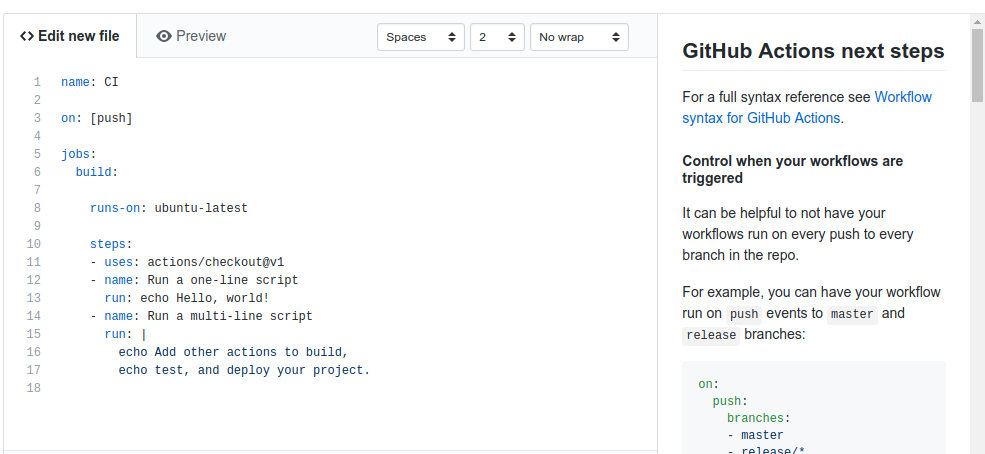 <> Edit new file
Preview
Spaces
2
No wrap
1 name: CI
2
3 on: [push]
4
5 jobs:
6   build:
7
8     runs-on: ubuntu-latest
9
10     steps:
11     - uses: actions/checkout@v1
12     - name: Run a one-line script
13       run: echo Hello, world!
14     - name: Run a multi-line script
15       run: |
16         echo Add other actions to build,
17         echo test, and deploy your project.
18
GitHub Actions next steps
For a full syntax reference see Workflow
syntax for GitHub Actions.
Control when your workflows are
triggered
It can be helpful to not have your
workflows run on every push to every
branch in the repo.
For example, you can have your workflow
run on push events to master and
release branches:
on:
  push:
    branches:
    - master
    - release/*